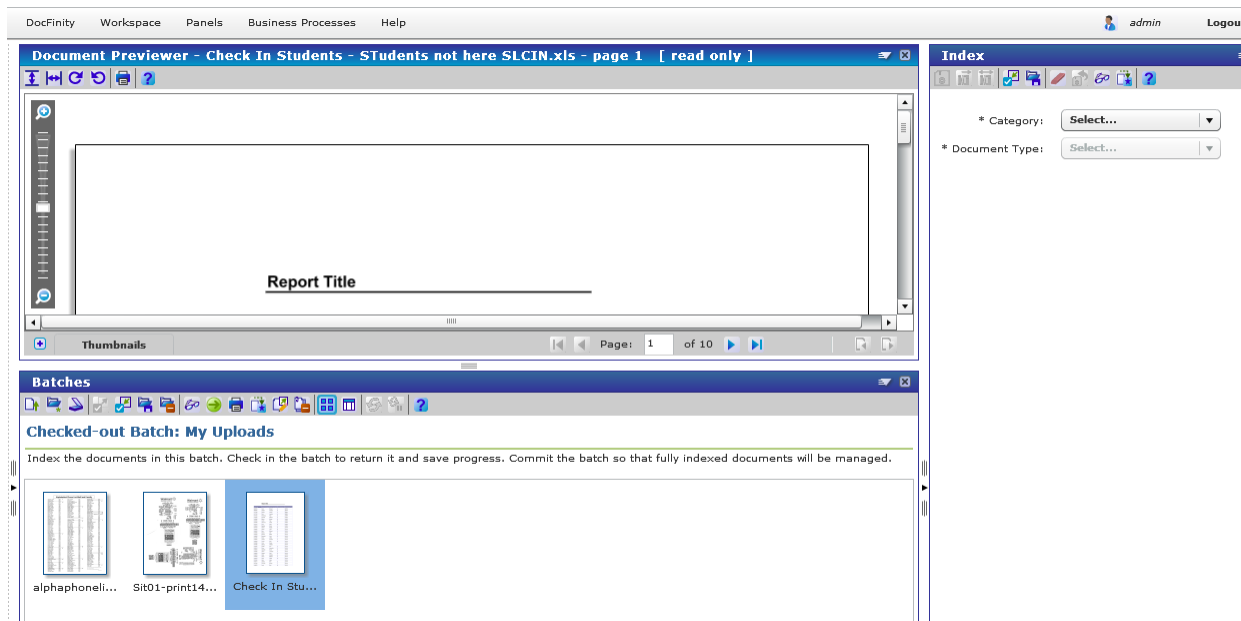 DocFinity Workspace Panels Business Processes Help admin Logou
Document Previewer - Check In Students - STudents not here SLCIN.xls - page 1 [ read only ]
Report Title
Thumbnails Page: 1 of 10
Index
* Category: Select...
* Document Type: Select...
Batches
Checked-out Batch: My Uploads
Index the documents in this batch. Check in the batch to return it and save progress. Commit the batch so that fully indexed documents will be managed.
alphaphoneli... Sit01-print14... Check In Stu...